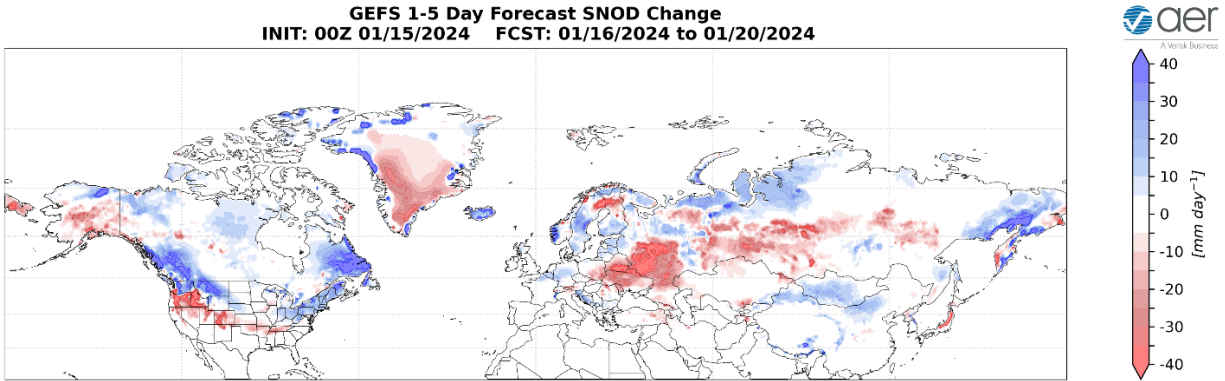 GEFS 1-5 Day Forecast SNOD Change
INIT: 00Z 01/15/2024 FCST: 01/16/2024 to 01/20/2024
aer
A Verisk Business
40
30
20
10
0
-10
-20
-30
-40
[mm day⁻¹]